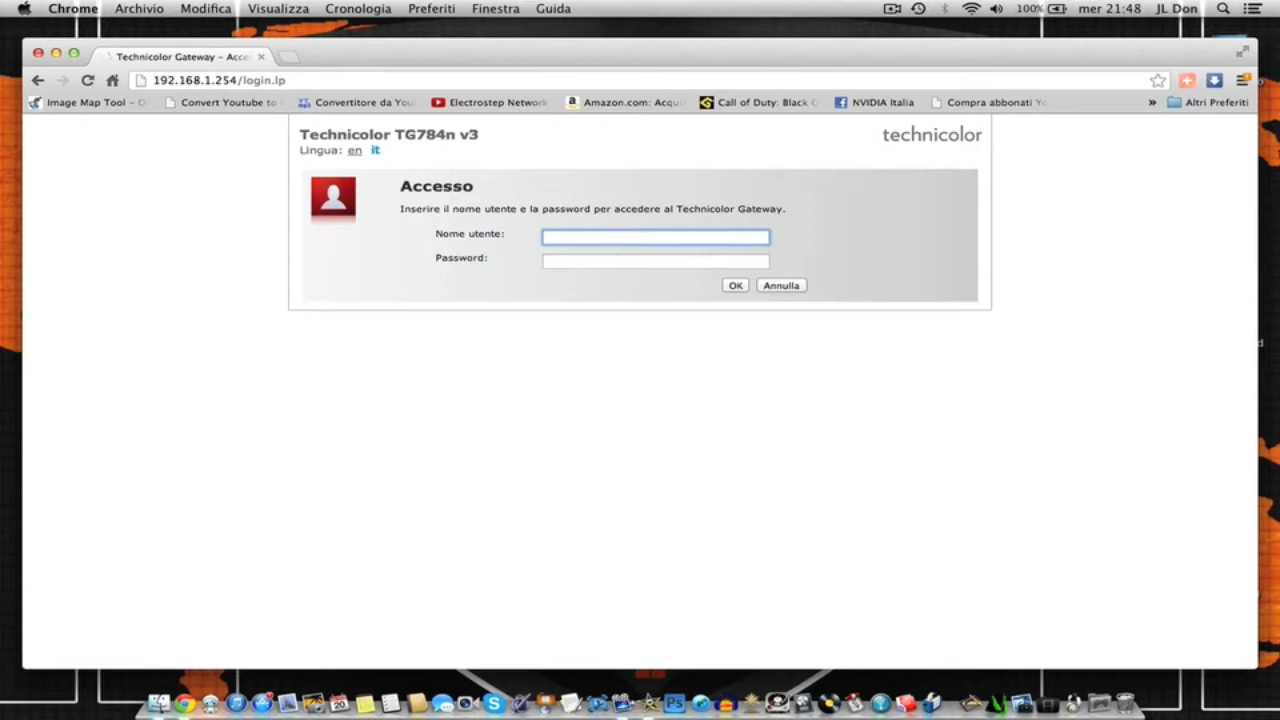 Chrome Archivio Modifica Visualizza Cronologia Preferiti Finestra Guida 100% mer 21:48 JL Don
Technicolor Gateway – Acce
192.168.1.254/login.lp
Image Map Tool – Convert Youtube to Convertitore da You Electrostep Network Amazon.com: Acqu Call of Duty: Black NVIDIA Italia Compra abbonati Y » Altri Preferiti
Technicolor TG784n v3 technicolor
Lingua: en it
Accesso
Inserire il nome utente e la password per accedere al Technicolor Gateway.
Nome utente:
Password:
OK Annulla
20 Ps